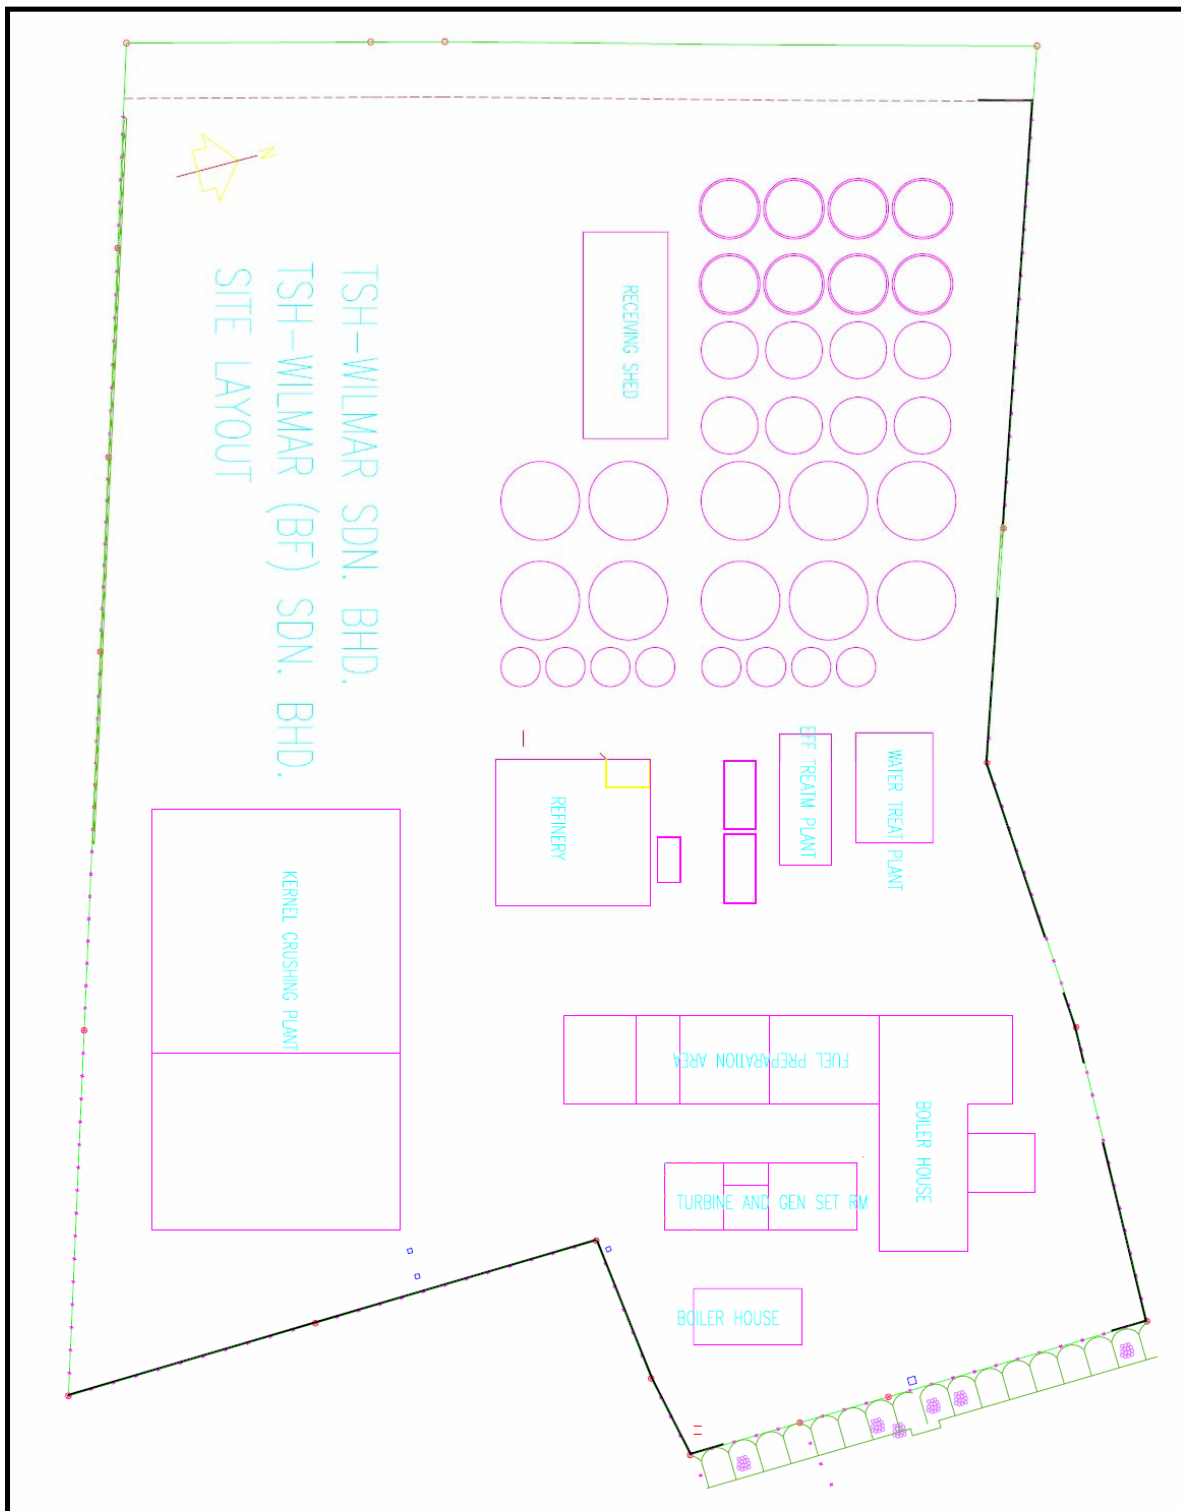 N
TSH-WILMAR SDN. BHD.
TSH-WILMAR (BF) SDN. BHD.
SITE LAYOUT
RECEIVING SHED
REFINERY
EFF TREATM PLANT
WATER TREAT PLANT
KERNEL CRUSHING PLANT
FUEL PREPARATION AREA
BOILER HOUSE
TURBINE AND GEN SET RM
BOILER HOUSE